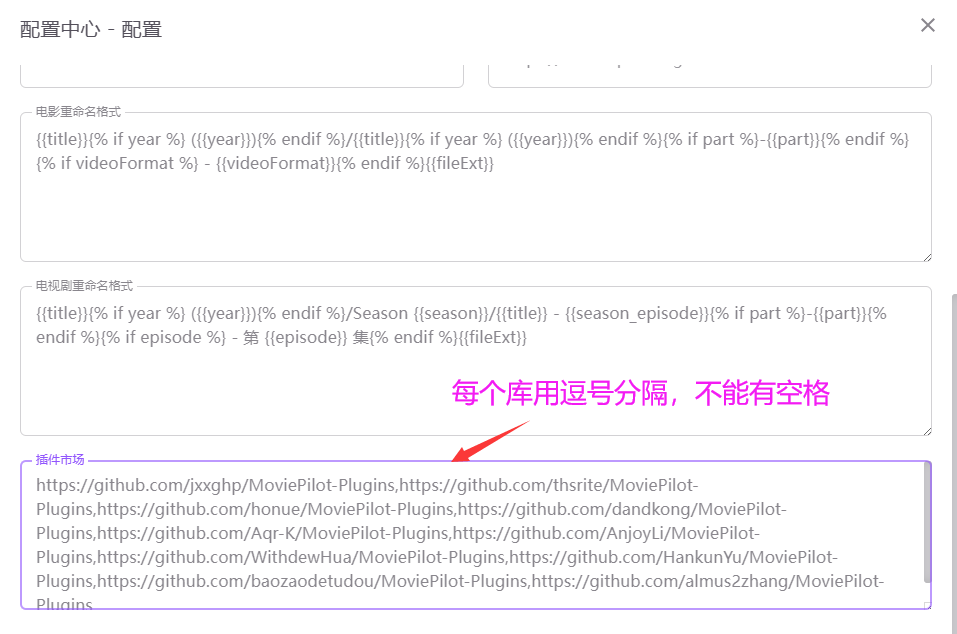 配置中心 - 配置
电影重命名格式
{{title}}{% if year %} ({{year}}){% endif %}/{{title}}{% if year %} ({{year}}){% endif %}{% if part %}-{{part}}{% endif %}
{% if videoFormat %} - {{videoFormat}}{% endif %}{{fileExt}}
电视剧重命名格式
{{title}}{% if year %} ({{year}}){% endif %}/Season {{season}}/{{title}} - {{season_episode}}{% if part %}-{{part}}{%
endif %}{% if episode %} - 第 {{episode}} 集{% endif %}{{fileExt}}
每个库用逗号分隔，不能有空格
插件市场
https://github.com/jxxghp/MoviePilot-Plugins,https://github.com/thsrite/MoviePilot-
Plugins,https://github.com/honue/MoviePilot-Plugins,https://github.com/dandkong/MoviePilot-
Plugins,https://github.com/Aqr-K/MoviePilot-Plugins,https://github.com/AnjoyLi/MoviePilot-
Plugins,https://github.com/WithdewHua/MoviePilot-Plugins,https://github.com/HankunYu/MoviePilot-
Plugins,https://github.com/baozaodetudou/MoviePilot-Plugins,https://github.com/almus2zhang/MoviePilot-
Plugins